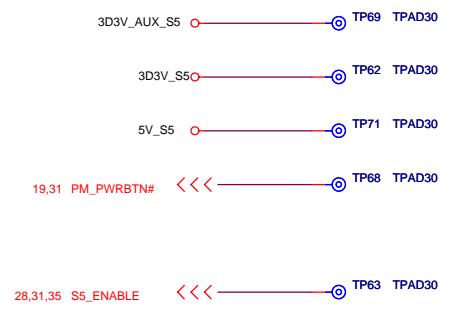 3D3V_AUX_S5 TP69 TPAD30
3D3V_S5 TP62 TPAD30
5V_S5 TP71 TPAD30
19,31 PM_PWRBTN# TP68 TPAD30
28,31,35 S5_ENABLE TP63 TPAD30